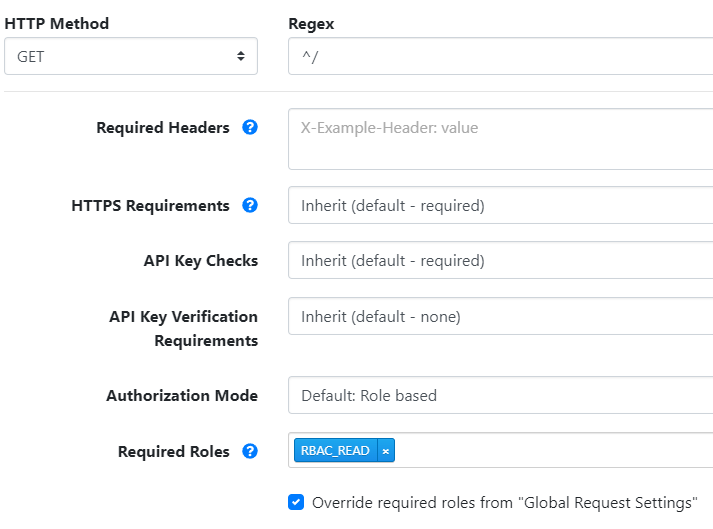 HTTP Method
Regex
GET
^/
Required Headers
X-Example-Header: value
HTTPS Requirements
Inherit (default - required)
API Key Checks
Inherit (default - required)
API Key Verification
Requirements
Inherit (default - none)
Authorization Mode
Default: Role based
Required Roles
RBAC_READ ×
Override required roles from "Global Request Settings"